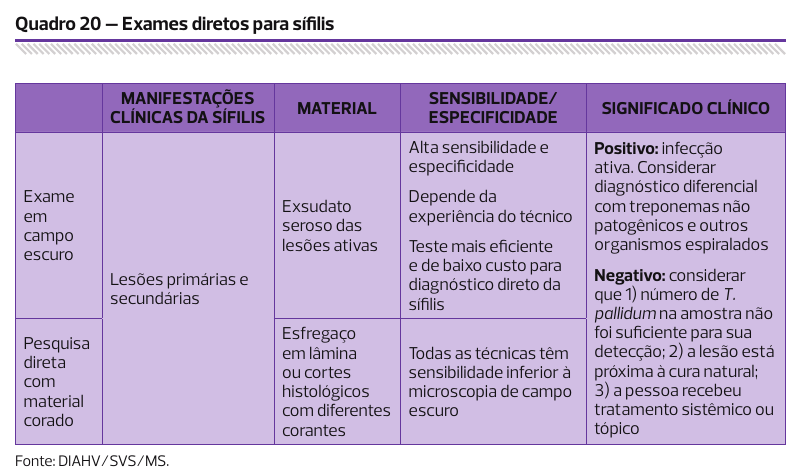 Quadro 20 — Exames diretos para sífilis
MANIFESTAÇÕES
CLÍNICAS DA SÍFILIS
MATERIAL
SENSIBILIDADE/
ESPECIFICIDADE
SIGNIFICADO CLÍNICO
Exame
em
campo
escuro
Lesões primárias e
secundárias
Exsudato
seroso das
lesões ativas
Alta sensibilidade e
especificidade
Depende da
experiência do técnico
Teste mais eficiente
e de baixo custo para
diagnóstico direto da
sífilis
Positivo: infecção
ativa. Considerar
diagnóstico diferencial
com treponemas não
patogênicos e outros
organismos espiralados
Negativo: considerar
que 1) número de T.
pallidum na amostra não
foi suficiente para sua
detecção; 2) a lesão está
próxima à cura natural;
3) a pessoa recebeu
tratamento sistêmico ou
tópico
Pesquisa
direta
com
material
corado
Esfregaço
em lâmina
ou cortes
histológicos
com diferentes
corantes
Todas as técnicas têm
sensibilidade inferior à
microscopia de campo
escuro
Fonte: DIAHV/SVS/MS.